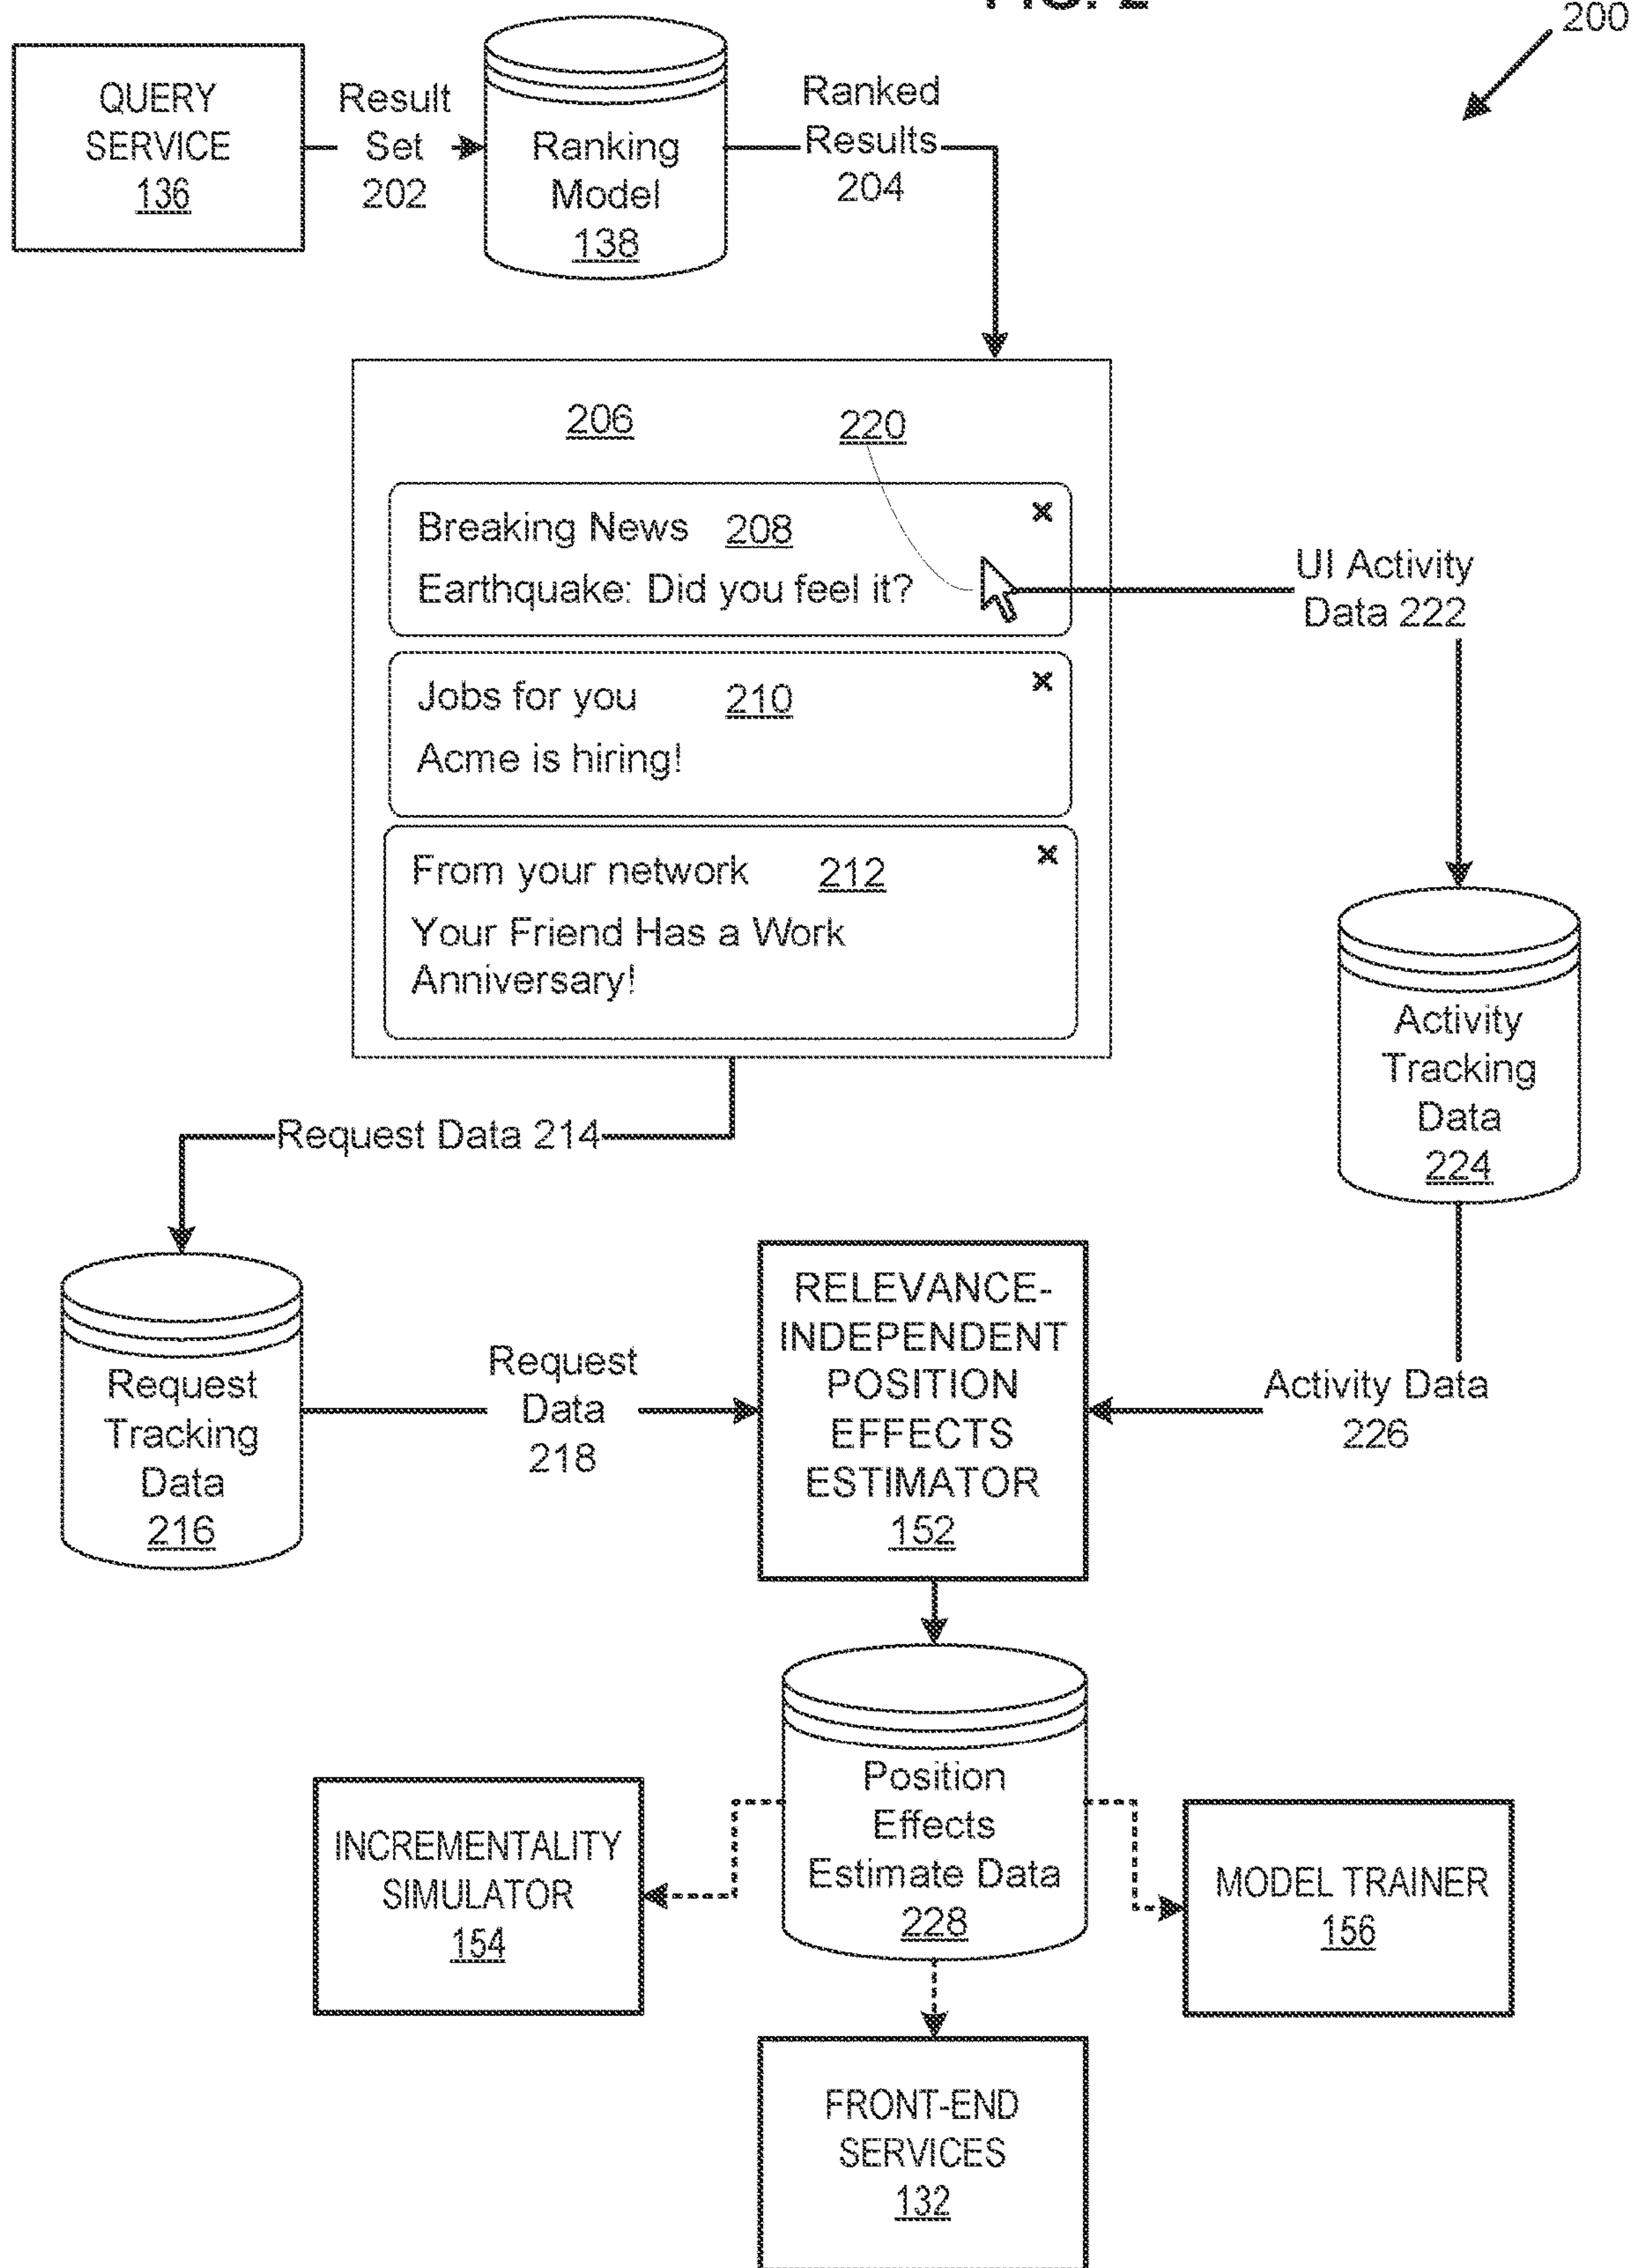 200
QUERY
SERVICE
136
Result
Set
202
Ranking
Model
138
Ranked
Results
204
206
220
Breaking News 208
x
Earthquake: Did you feel it?
UI Activity
Data 222
Jobs for you 210
x
Acme is hiring!
From your network 212
x
Your Friend Has a Work
Anniversary!
Activity
Tracking
Data
224
Request Data 214
Request
Tracking
Data
216
Request
Data
218
RELEVANCE-
INDEPENDENT
POSITION
EFFECTS
ESTIMATOR
152
Activity Data
226
Position
Effects
Estimate Data
228
INCREMENTALITY
SIMULATOR
154
MODEL TRAINER
156
FRONT-END
SERVICES
132